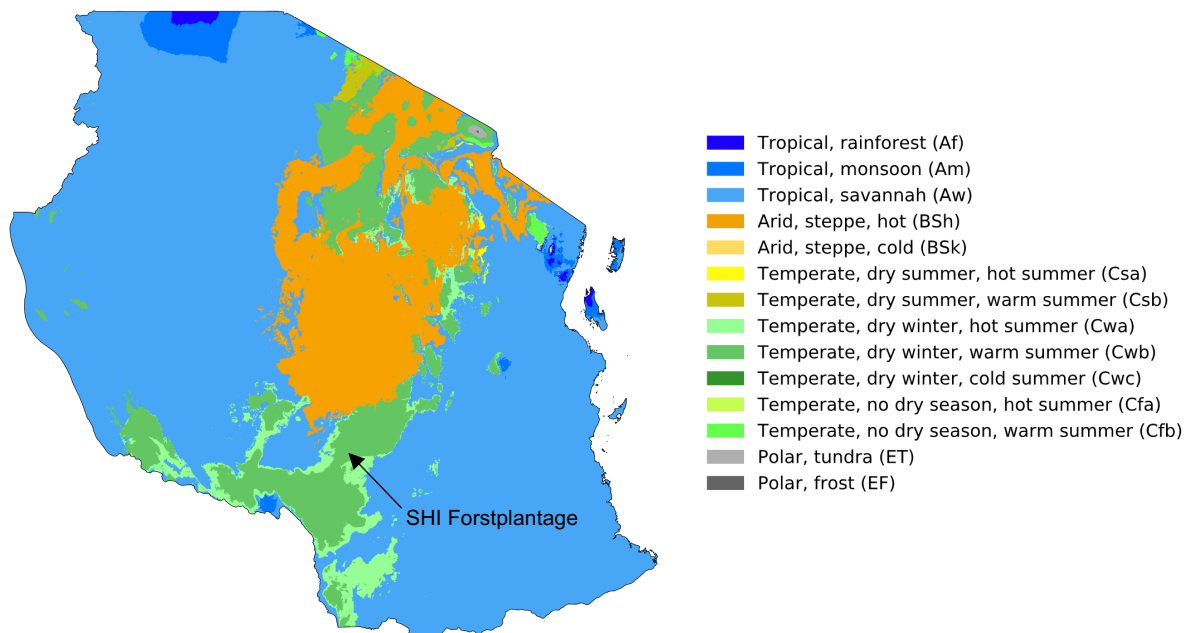 Tropical, rainforest (Af)
Tropical, monsoon (Am)
Tropical, savannah (Aw)
Arid, steppe, hot (BSh)
Arid, steppe, cold (BSk)
Temperate, dry summer, hot summer (Csa)
Temperate, dry summer, warm summer (Csb)
Temperate, dry winter, hot summer (Cwa)
Temperate, dry winter, warm summer (Cwb)
Temperate, dry winter, cold summer (Cwc)
Temperate, no dry season, hot summer (Cfa)
Temperate, no dry season, warm summer (Cfb)
Polar, tundra (ET)
Polar, frost (EF)
SHI Forstplantage